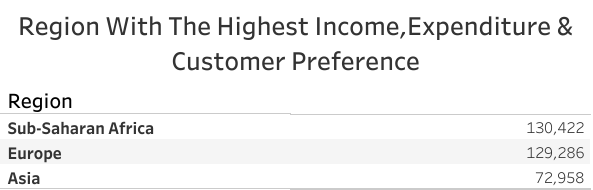 Region With The Highest Income,Expenditure &
Customer Preference
Region
Sub-Saharan Africa 130,422
Europe 129,286
Asia 72,958